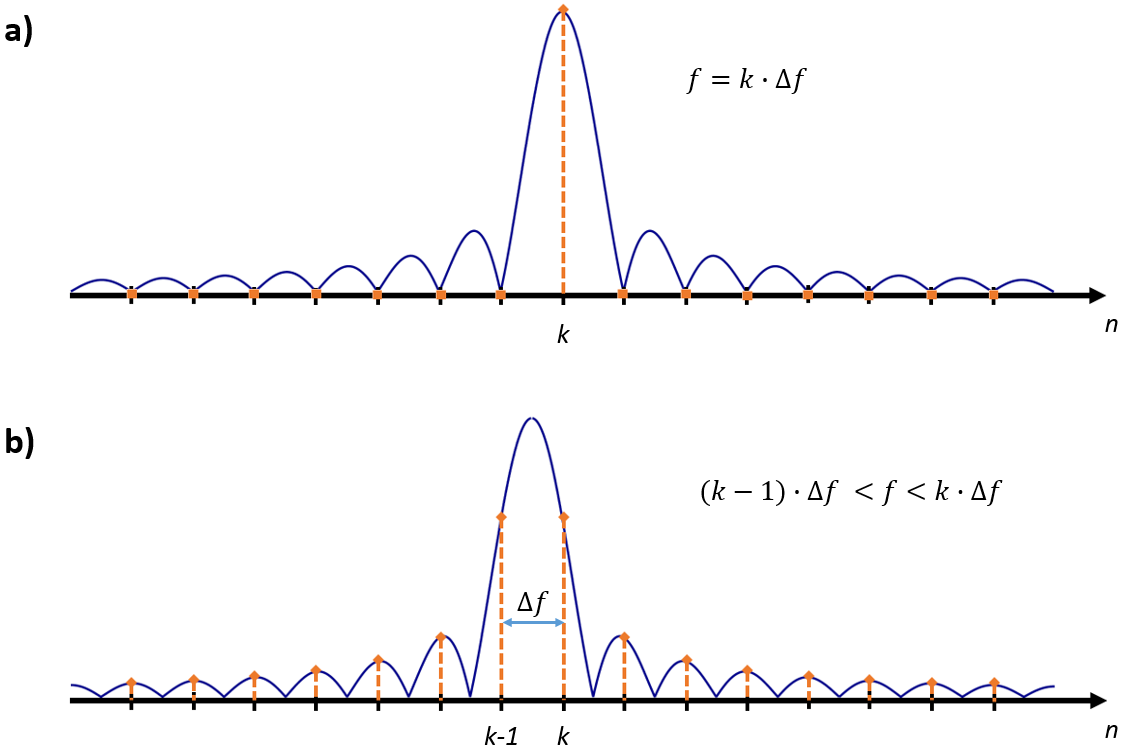 a)
f = k · Δf
k
n
b)
(k − 1) · Δf < f < k · Δf
Δf
k-1 k
n